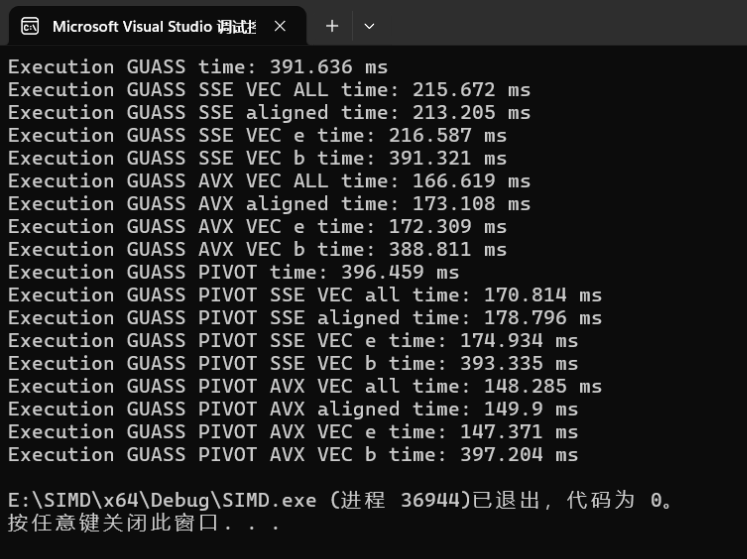 Microsoft Visual Studio 调试控
Execution GUASS time: 391.636 ms
Execution GUASS SSE VEC ALL time: 215.672 ms
Execution GUASS SSE aligned time: 213.205 ms
Execution GUASS SSE VEC e time: 216.587 ms
Execution GUASS SSE VEC b time: 391.321 ms
Execution GUASS AVX VEC ALL time: 166.619 ms
Execution GUASS AVX aligned time: 173.108 ms
Execution GUASS AVX VEC e time: 172.309 ms
Execution GUASS AVX VEC b time: 388.811 ms
Execution GUASS PIVOT time: 396.459 ms
Execution GUASS PIVOT SSE VEC all time: 170.814 ms
Execution GUASS PIVOT SSE aligned time: 178.796 ms
Execution GUASS PIVOT SSE VEC e time: 174.934 ms
Execution GUASS PIVOT SSE VEC b time: 393.335 ms
Execution GUASS PIVOT AVX VEC all time: 148.285 ms
Execution GUASS PIVOT AVX aligned time: 149.9 ms
Execution GUASS PIVOT AVX VEC e time: 147.371 ms
Execution GUASS PIVOT AVX VEC b time: 397.204 ms
E:\SIMD\x64\Debug\SIMD.exe (进程 36944)已退出，代码为 0。
按任意键关闭此窗口. . .